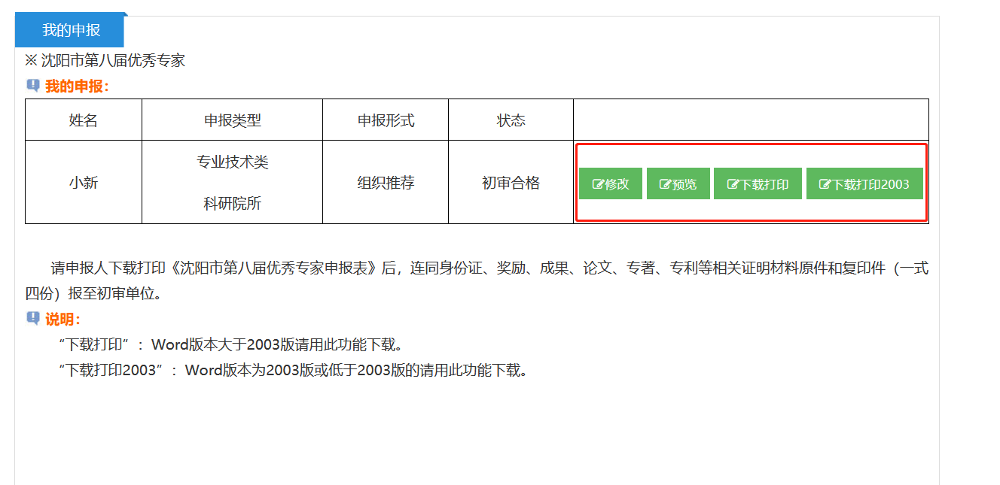 我的申报
※ 沈阳市第八届优秀专家
我的申报：
姓名 申报类型 申报形式 状态
小新 专业技术类 科研院所 组织推荐 初审合格 修改 预览 下载打印 下载打印2003
请申报人下载打印《沈阳市第八届优秀专家申报表》后，连同身份证、奖励、成果、论文、专著、专利等相关证明材料原件和复印件（一式
四份）报至初审单位。
说明：
“下载打印”：Word版本大于2003版请用此功能下载。
“下载打印2003”：Word版本为2003版或低于2003版的请用此功能下载。